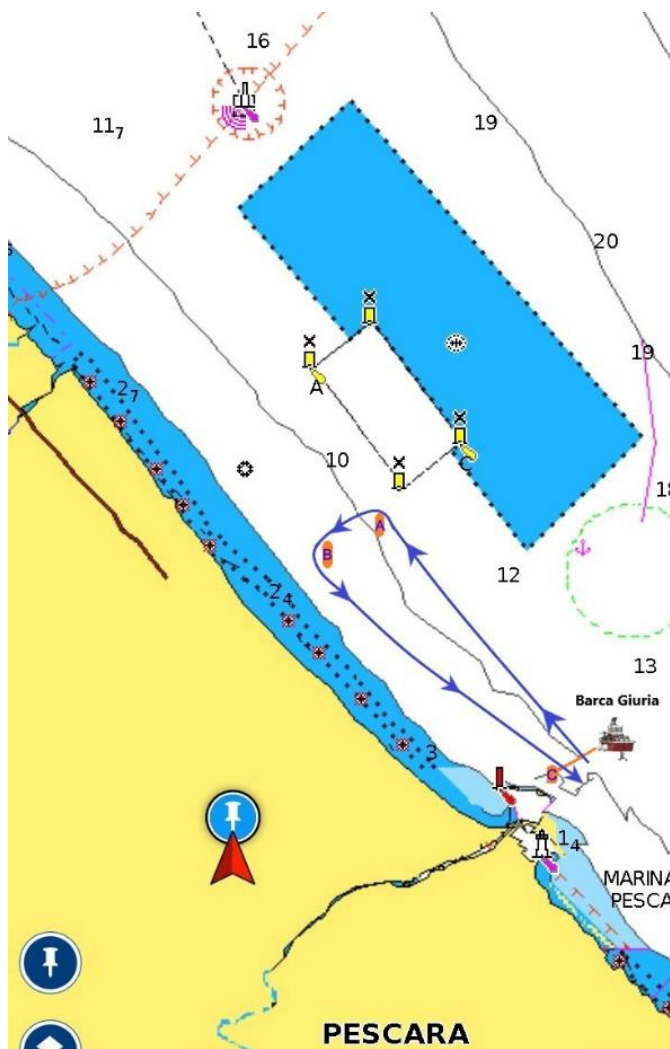 16
11₇
19
20
19
A
C
2₇
10
18
A
B
12
2₄
13
Barca Giuria
C
3
1₄
MARINA
PESCA
PESCARA